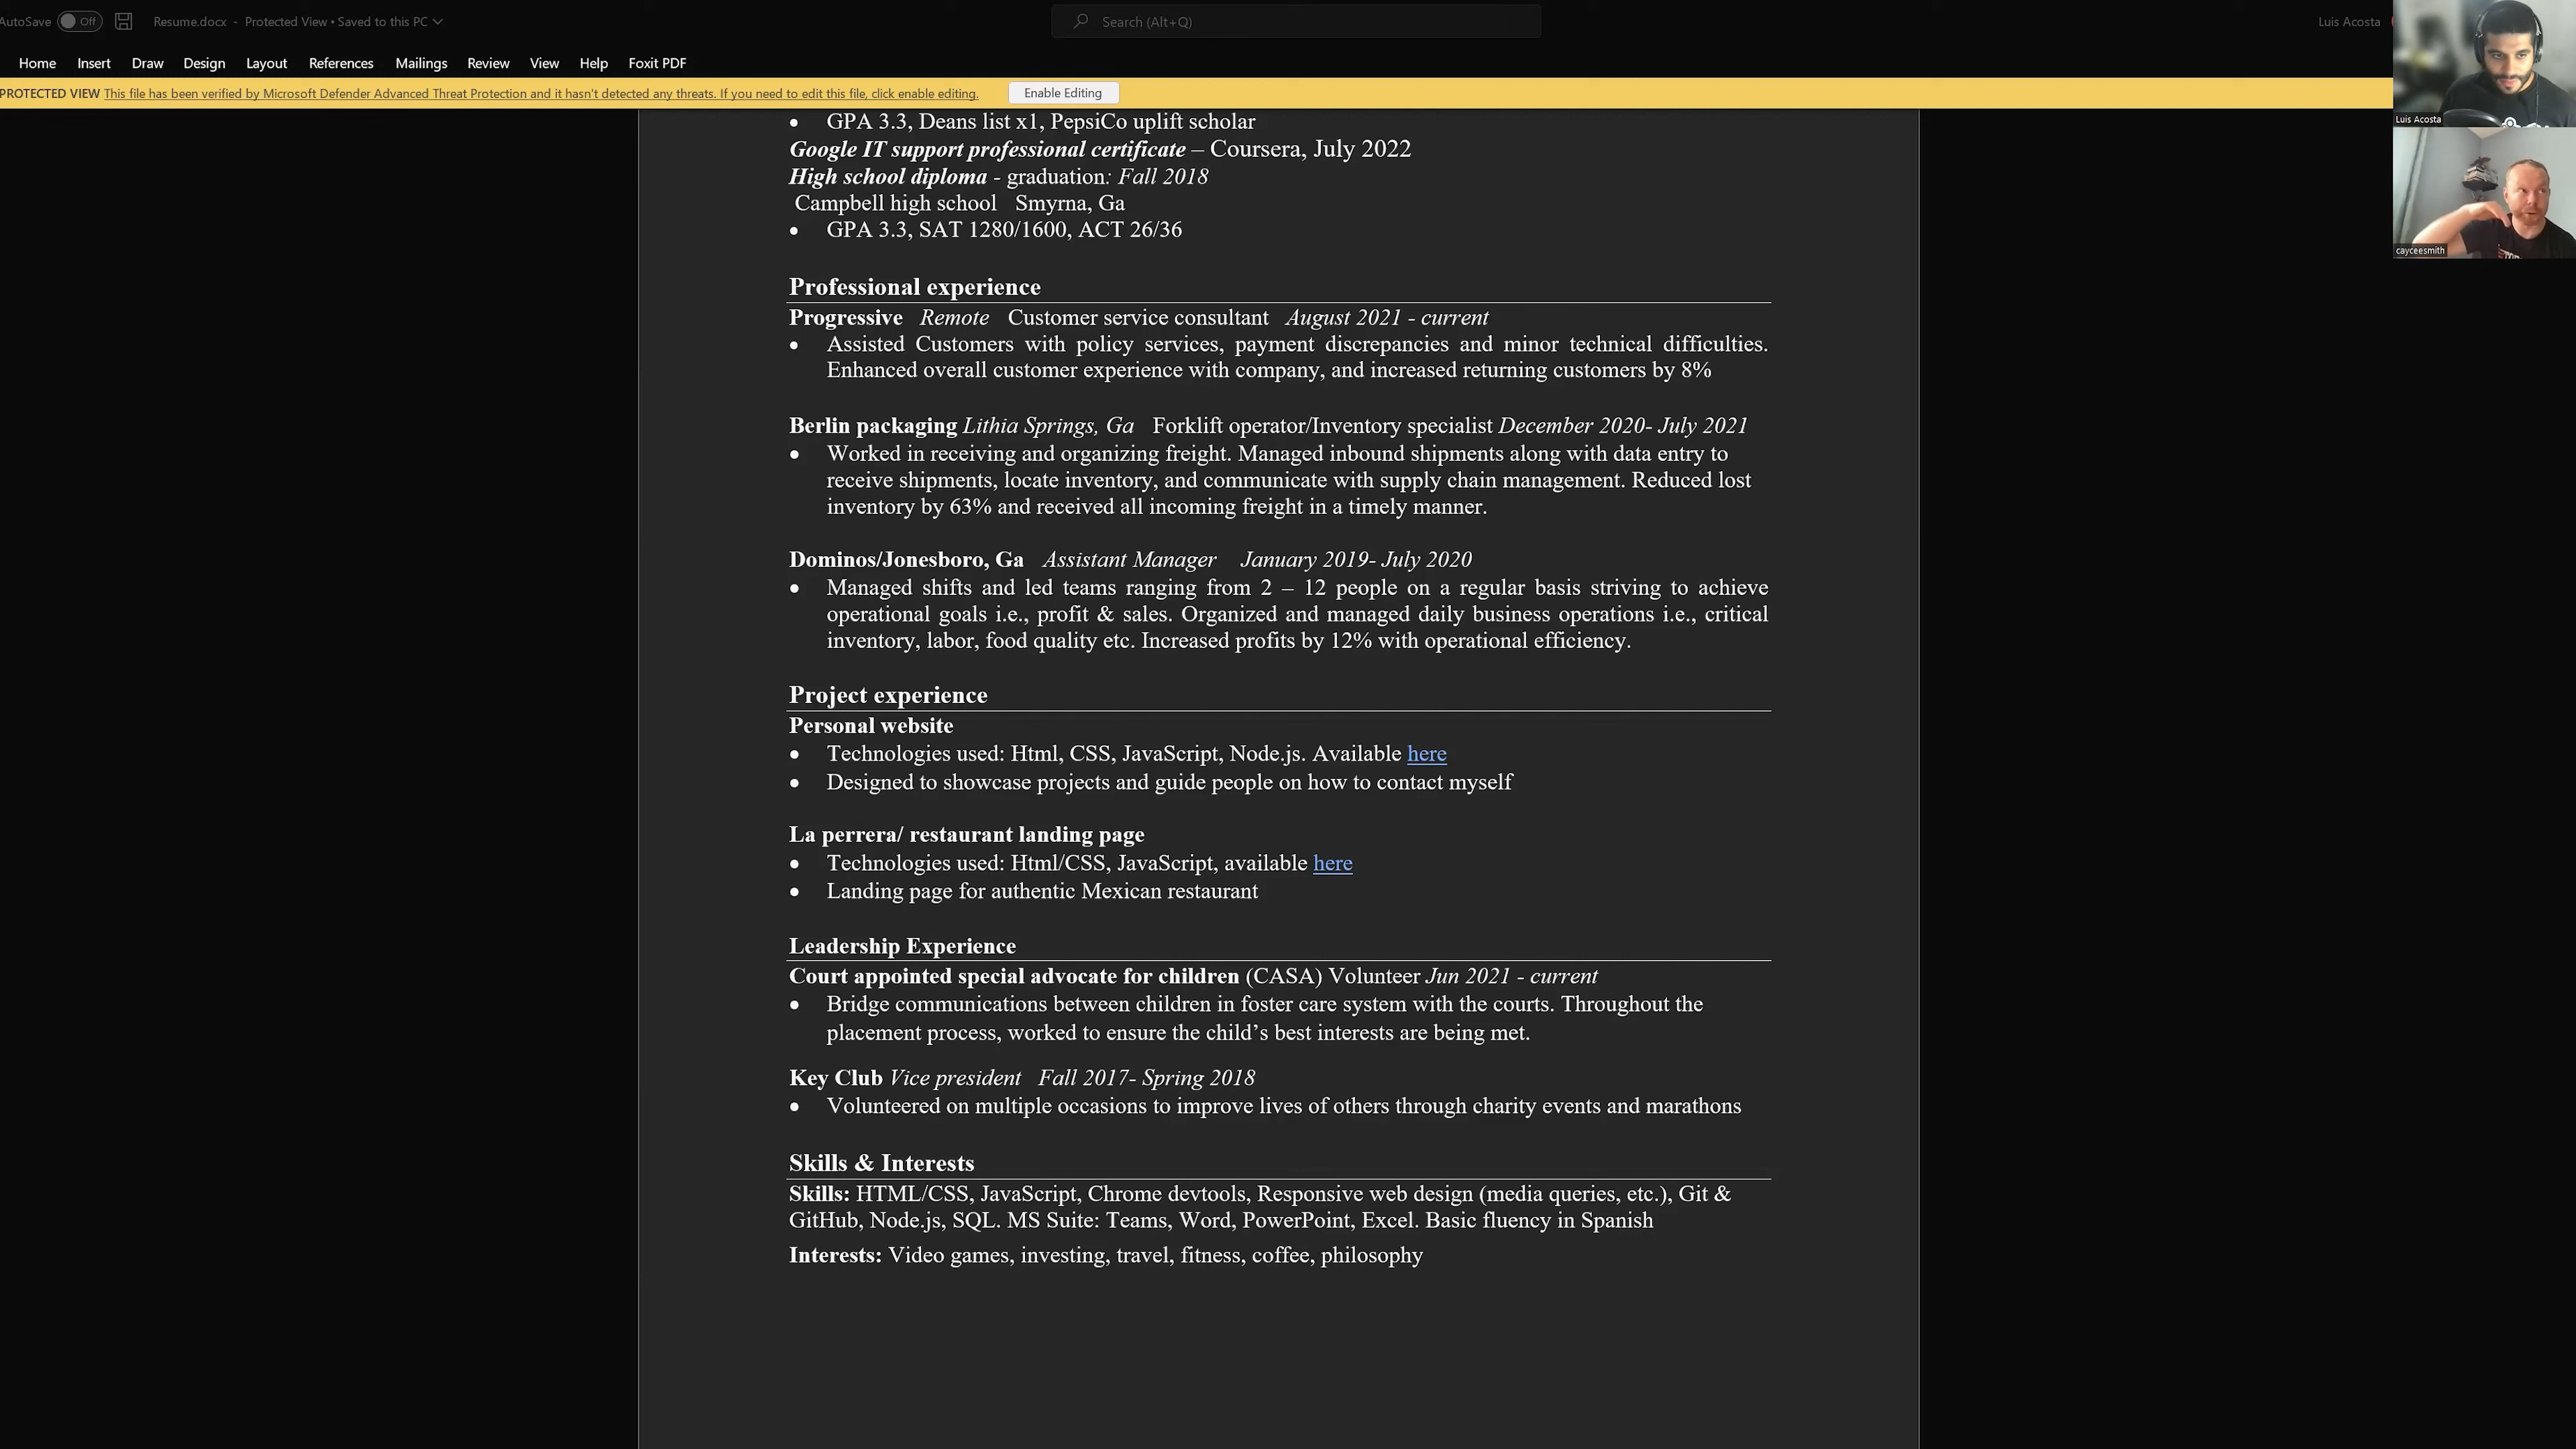 AutoSave Off Resume.docx - Protected View • Saved to this PC Search (Alt+Q) Luis Acosta
Home Insert Draw Design Layout References Mailings Review View Help Foxit PDF
PROTECTED VIEW This file has been verified by Microsoft Defender Advanced Threat Protection and it hasn't detected any threats. If you need to edit this file, click enable editing. Enable Editing
Luis Acosta
cayceesmith
• GPA 3.3, Deans list x1, PepsiCo uplift scholar
Google IT support professional certificate – Coursera, July 2022
High school diploma - graduation: Fall 2018
Campbell high school Smyrna, Ga
• GPA 3.3, SAT 1280/1600, ACT 26/36
Professional experience
Progressive Remote Customer service consultant August 2021 - current
• Assisted Customers with policy services, payment discrepancies and minor technical difficulties.
Enhanced overall customer experience with company, and increased returning customers by 8%
Berlin packaging Lithia Springs, Ga Forklift operator/Inventory specialist December 2020- July 2021
• Worked in receiving and organizing freight. Managed inbound shipments along with data entry to
receive shipments, locate inventory, and communicate with supply chain management. Reduced lost
inventory by 63% and received all incoming freight in a timely manner.
Dominos/Jonesboro, Ga Assistant Manager January 2019- July 2020
• Managed shifts and led teams ranging from 2 – 12 people on a regular basis striving to achieve
operational goals i.e., profit & sales. Organized and managed daily business operations i.e., critical
inventory, labor, food quality etc. Increased profits by 12% with operational efficiency.
Project experience
Personal website
• Technologies used: Html, CSS, JavaScript, Node.js. Available here
• Designed to showcase projects and guide people on how to contact myself
La perrera/ restaurant landing page
• Technologies used: Html/CSS, JavaScript, available here
• Landing page for authentic Mexican restaurant
Leadership Experience
Court appointed special advocate for children (CASA) Volunteer Jun 2021 - current
• Bridge communications between children in foster care system with the courts. Throughout the
placement process, worked to ensure the child’s best interests are being met.
Key Club Vice president Fall 2017- Spring 2018
• Volunteered on multiple occasions to improve lives of others through charity events and marathons
Skills & Interests
Skills: HTML/CSS, JavaScript, Chrome devtools, Responsive web design (media queries, etc.), Git &
GitHub, Node.js, SQL. MS Suite: Teams, Word, PowerPoint, Excel. Basic fluency in Spanish
Interests: Video games, investing, travel, fitness, coffee, philosophy